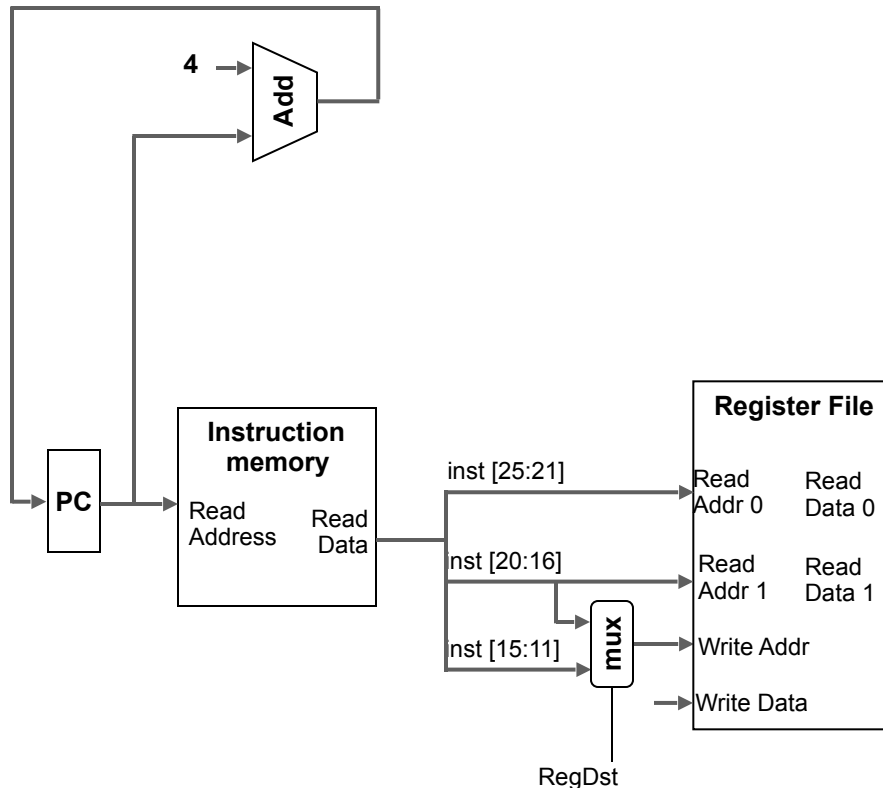 4
Add
PC
Instruction
memory
Read
Address
Read
Data
inst [25:21]
inst [20:16]
inst [15:11]
mux
RegDst
Register File
Read
Addr 0
Read
Data 0
Read
Addr 1
Read
Data 1
Write Addr
Write Data